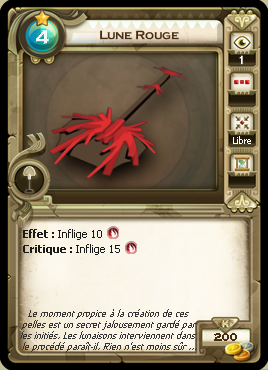 4
LUNE ROUGE
1
Libre
Effet : Inflige 10
Critique : Inflige 15
Le moment propice à la création de ces
pelles est un secret jalousement gardé par
les initiés. Les lunaisons interviennent dans
le procédé paraît-il. Rien n'est moins sûr ...
K
200